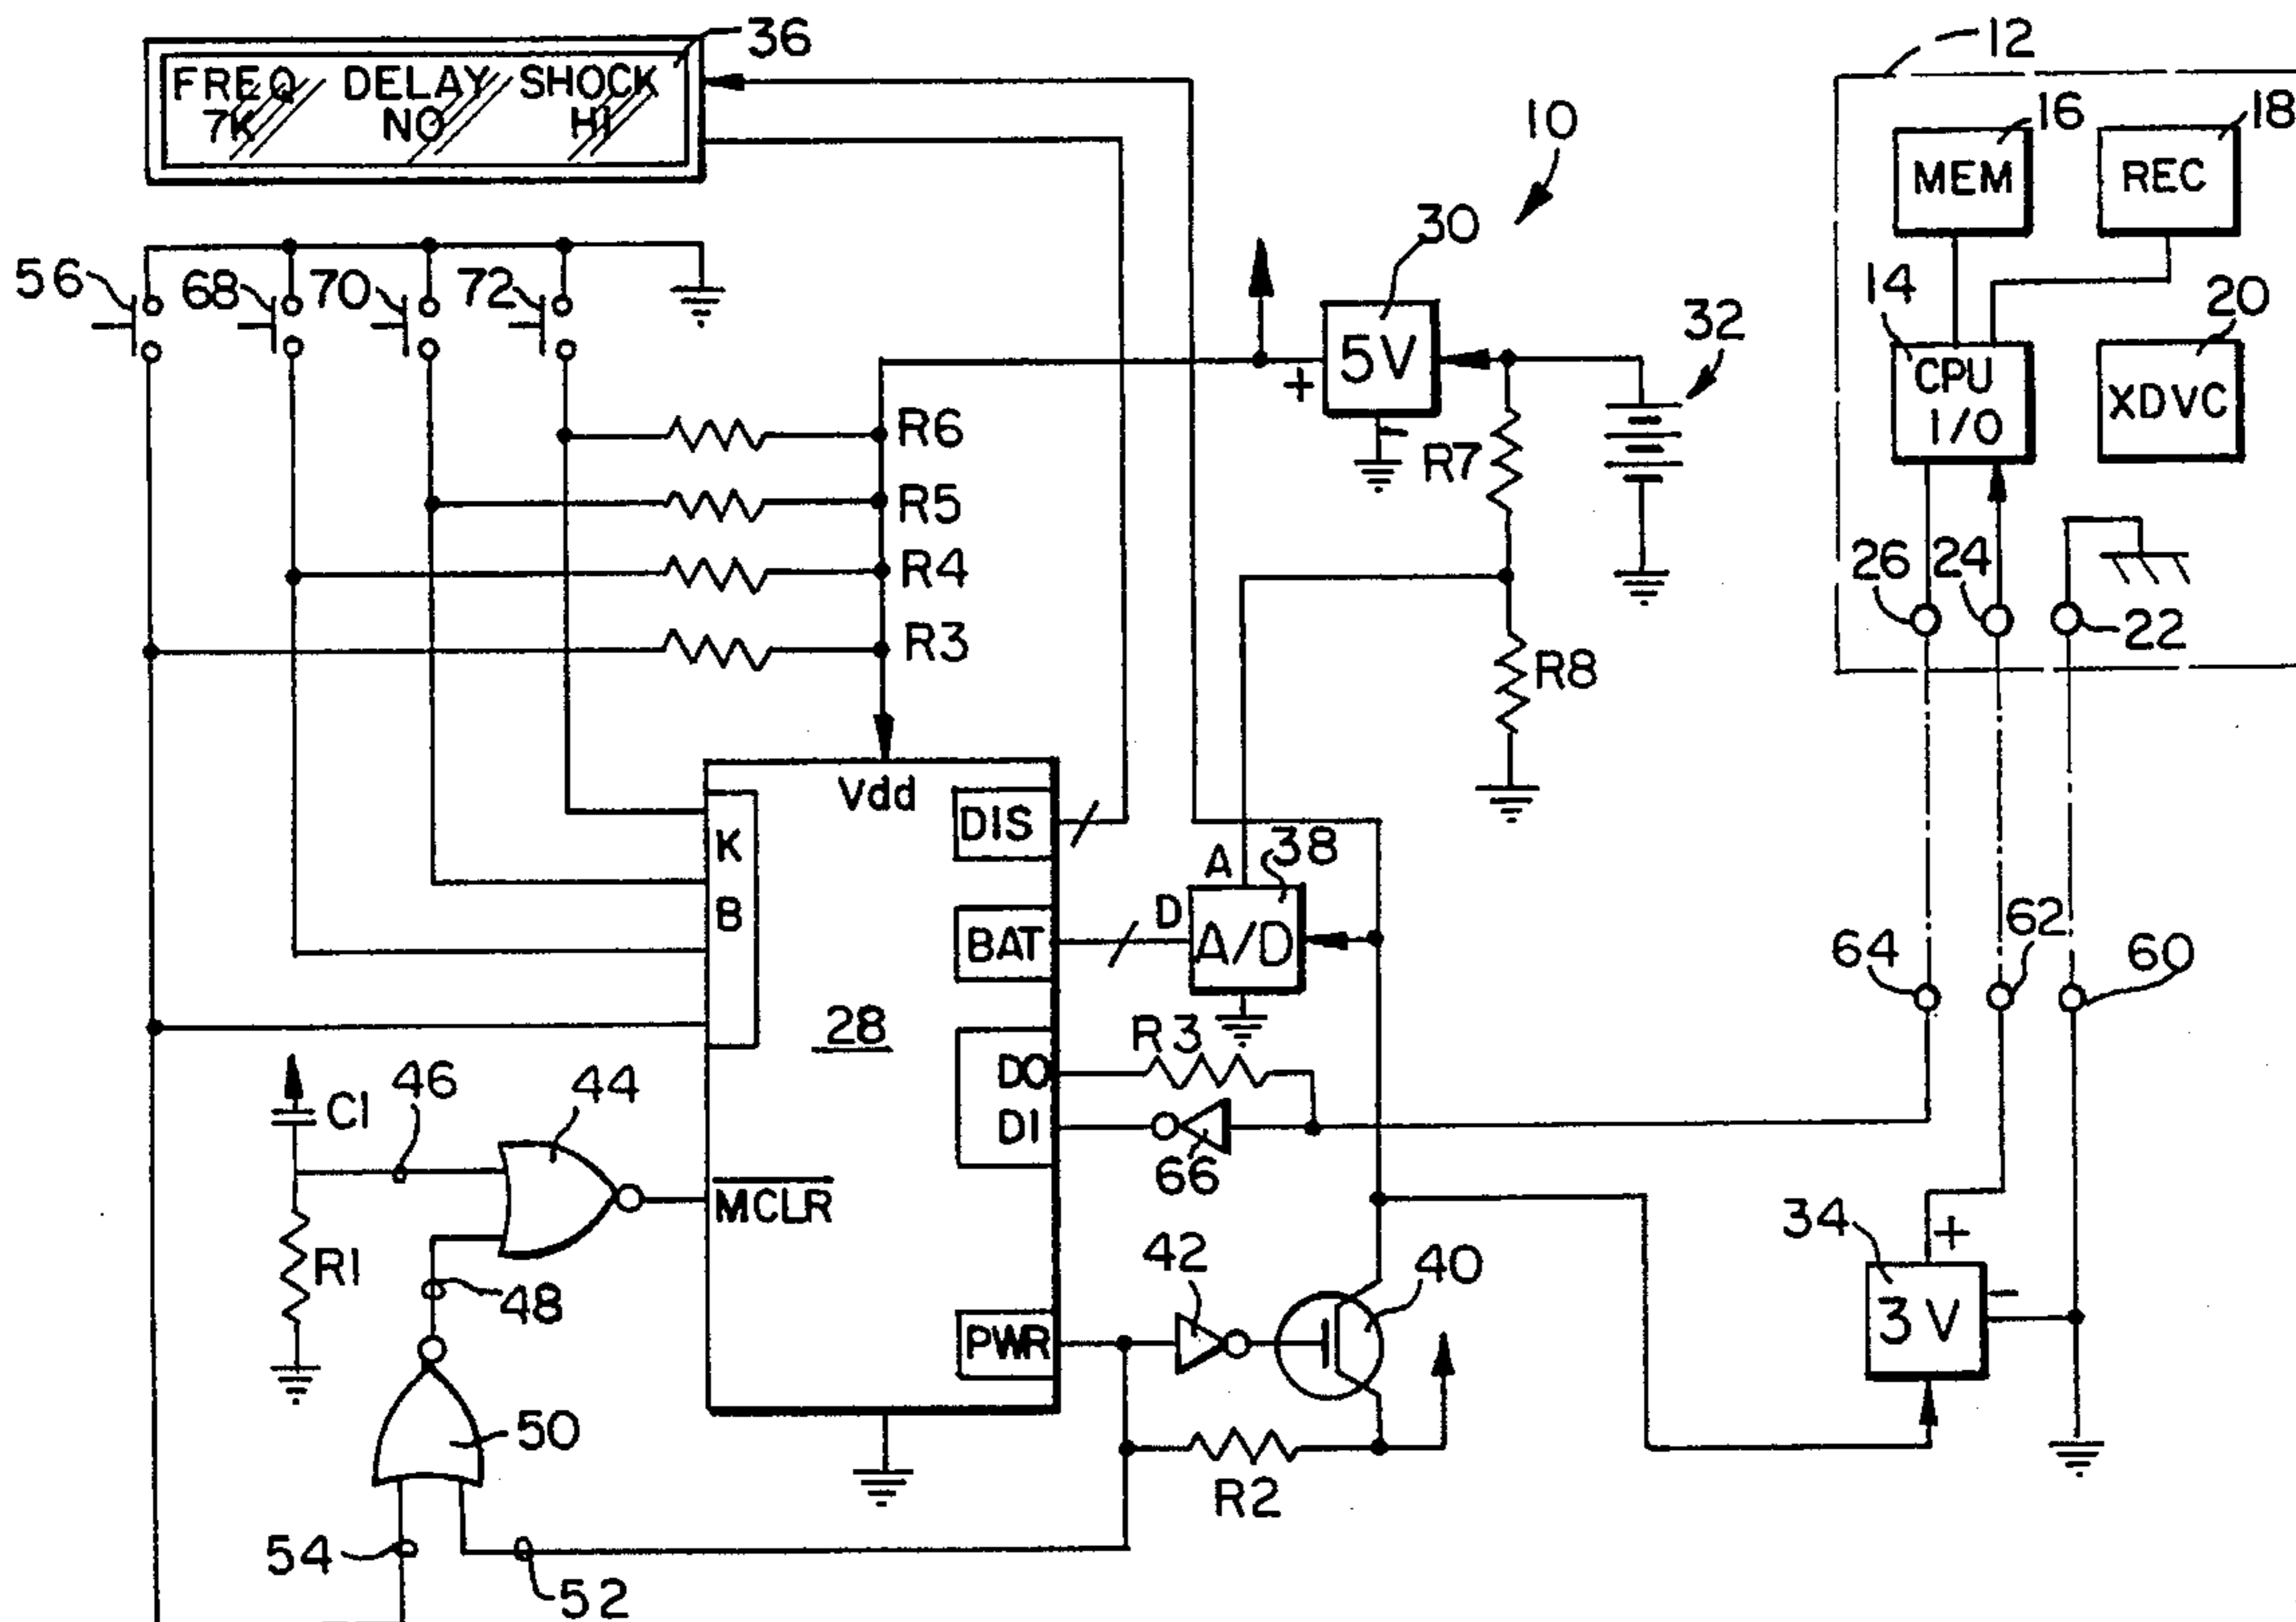 36
12
FREQ DELAY SHOCK
7K NO HI
10
16
18
MEM
REC
30
56
68
70
72
32
14
20
5V
+
-
CPU
I/O
XDVC
R6
R7
R5
R4
26
24
22
R3
R8
Vdd
K
B
DIS
A
38
D
BAT
A/D
64
62
60
28
R3
DO
DI
66
46
44
C1
MCLR
R1
48
42
40
34
+
-
3V
PWR
50
R2
54
52